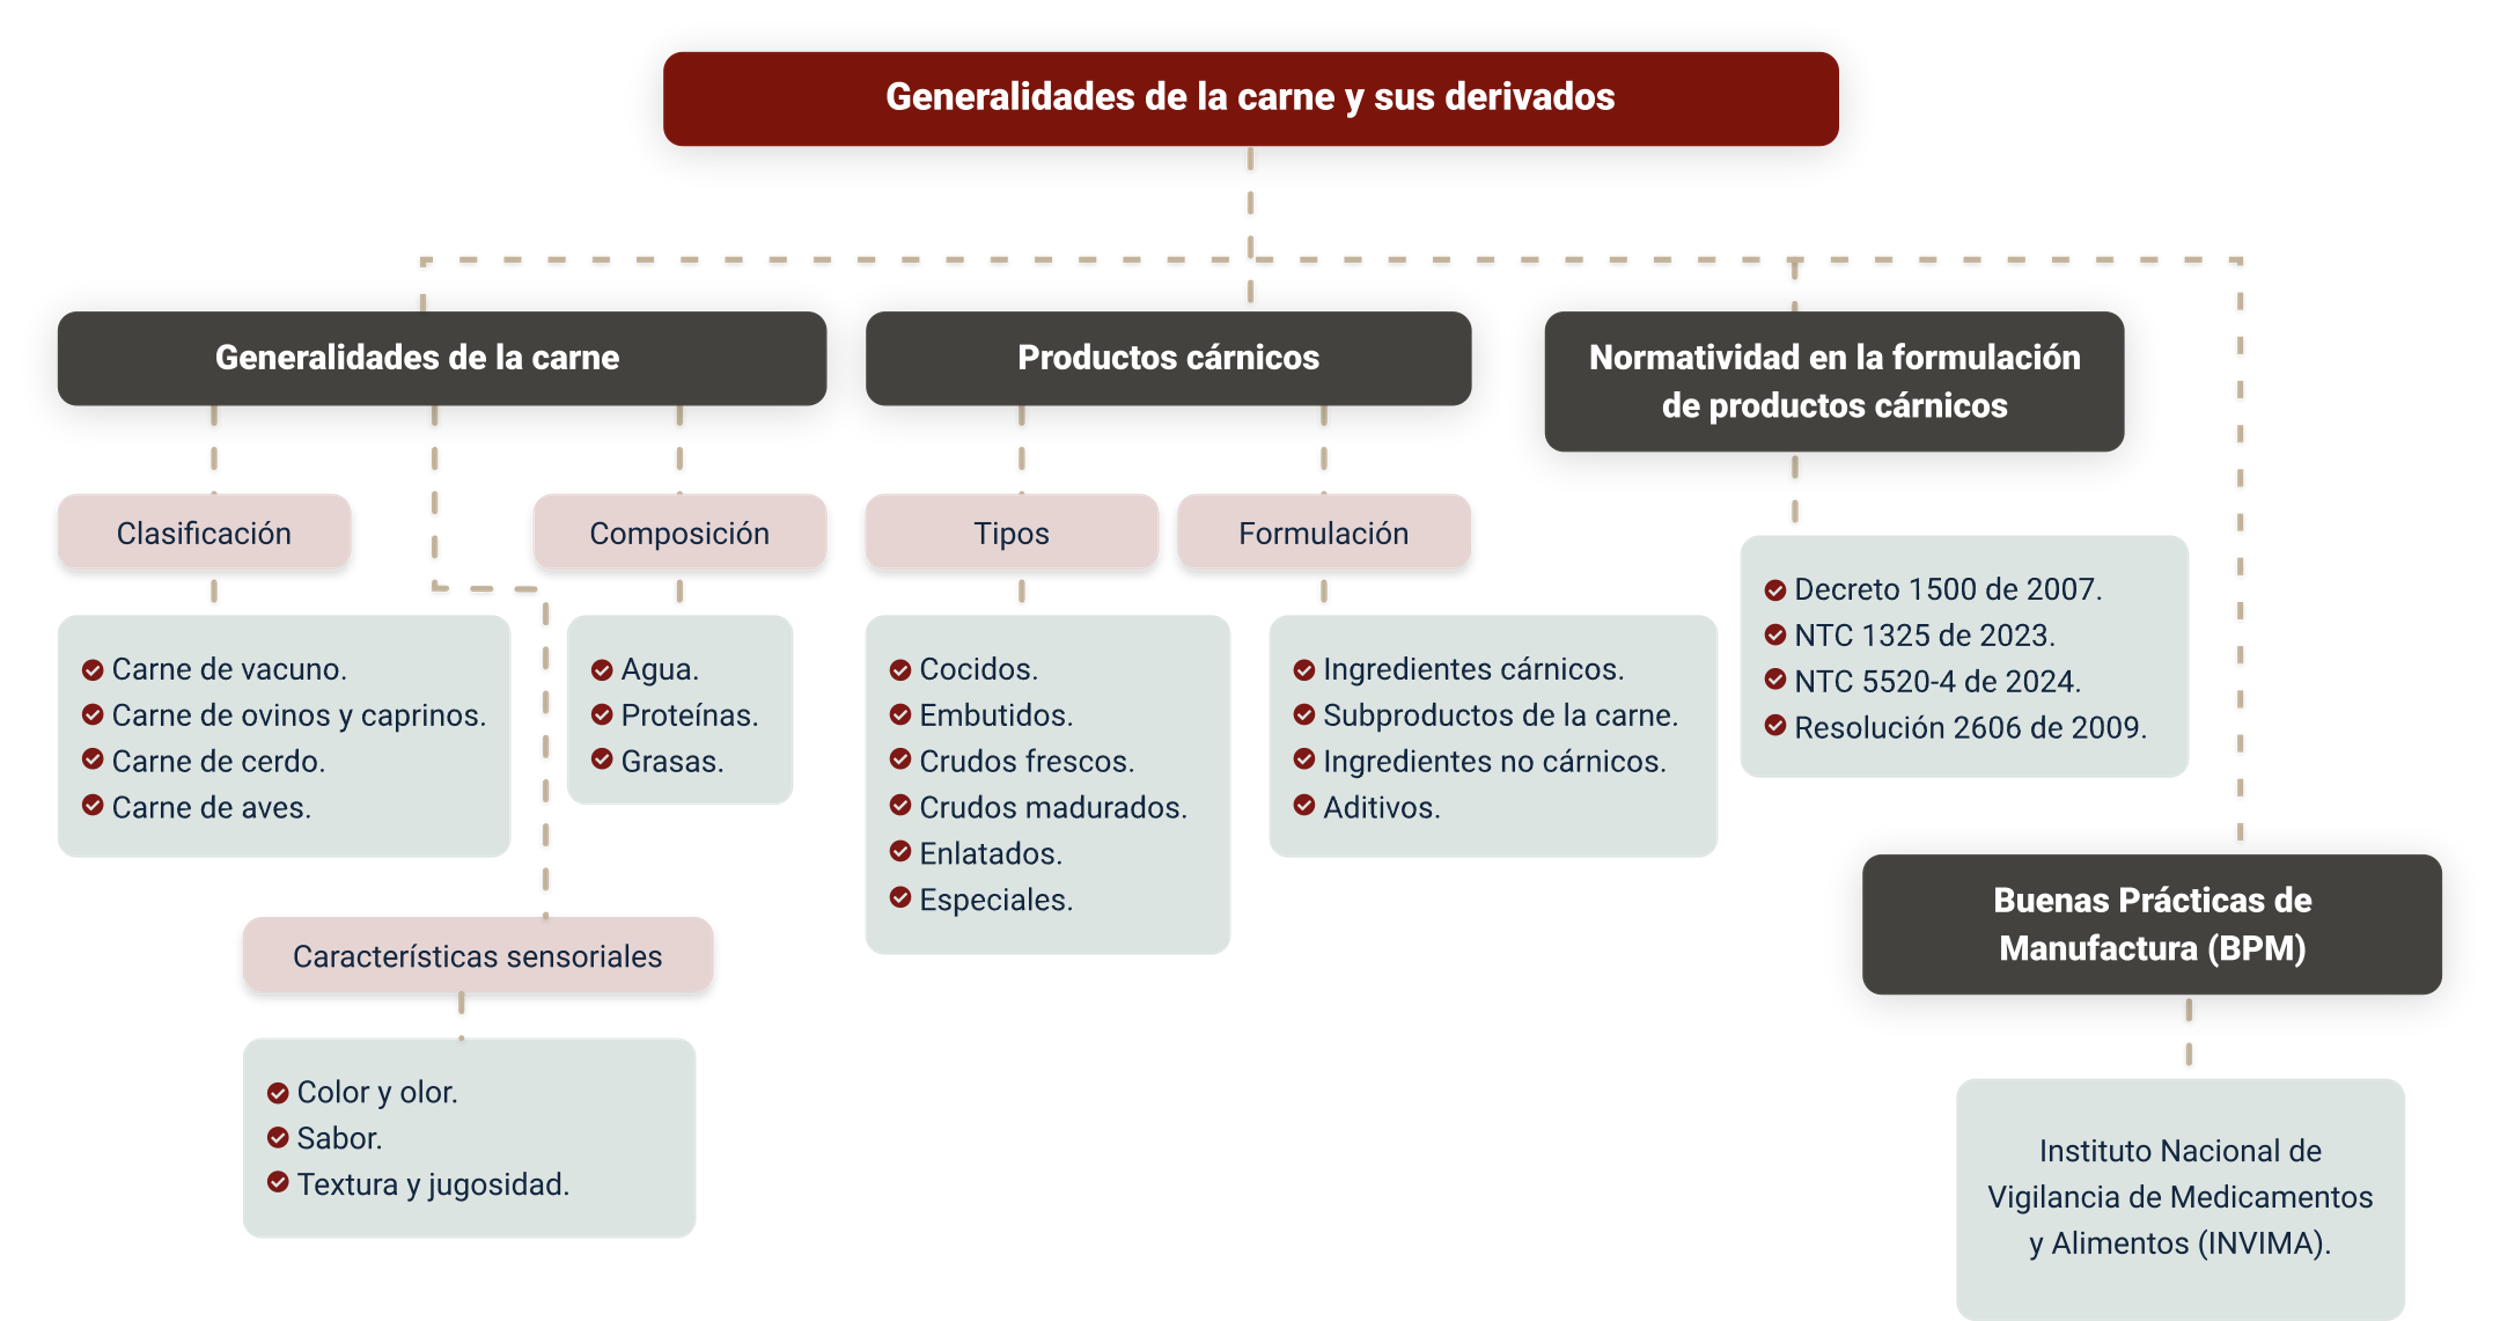 Generalidades de la carne y sus derivados
Generalidades de la carne
Clasificación
Carne de vacuno.
Carne de ovinos y caprinos.
Carne de cerdo.
Carne de aves.
Composición
Agua.
Proteínas.
Grasas.
Características sensoriales
Color y olor.
Sabor.
Textura y jugosidad.
Productos cárnicos
Tipos
Cocidos.
Embutidos.
Crudos frescos.
Crudos madurados.
Enlatados.
Especiales.
Formulación
Ingredientes cárnicos.
Subproductos de la carne.
Ingredientes no cárnicos.
Aditivos.
Normatividad en la formulación
de productos cárnicos
Decreto 1500 de 2007.
NTC 1325 de 2023.
NTC 5520-4 de 2024.
Resolución 2606 de 2009.
Buenas Prácticas de
Manufactura (BPM)
Instituto Nacional de
Vigilancia de Medicamentos
y Alimentos (INVIMA).